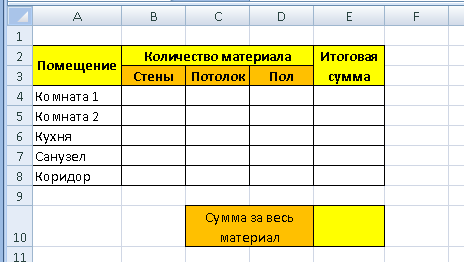 A B C D E F
1
2 Помещение Количество материала Итоговая сумма
3 Стены Потолок Пол
4 Комната 1
5 Комната 2
6 Кухня
7 Санузел
8 Коридор
9
10 Сумма за весь материал
11